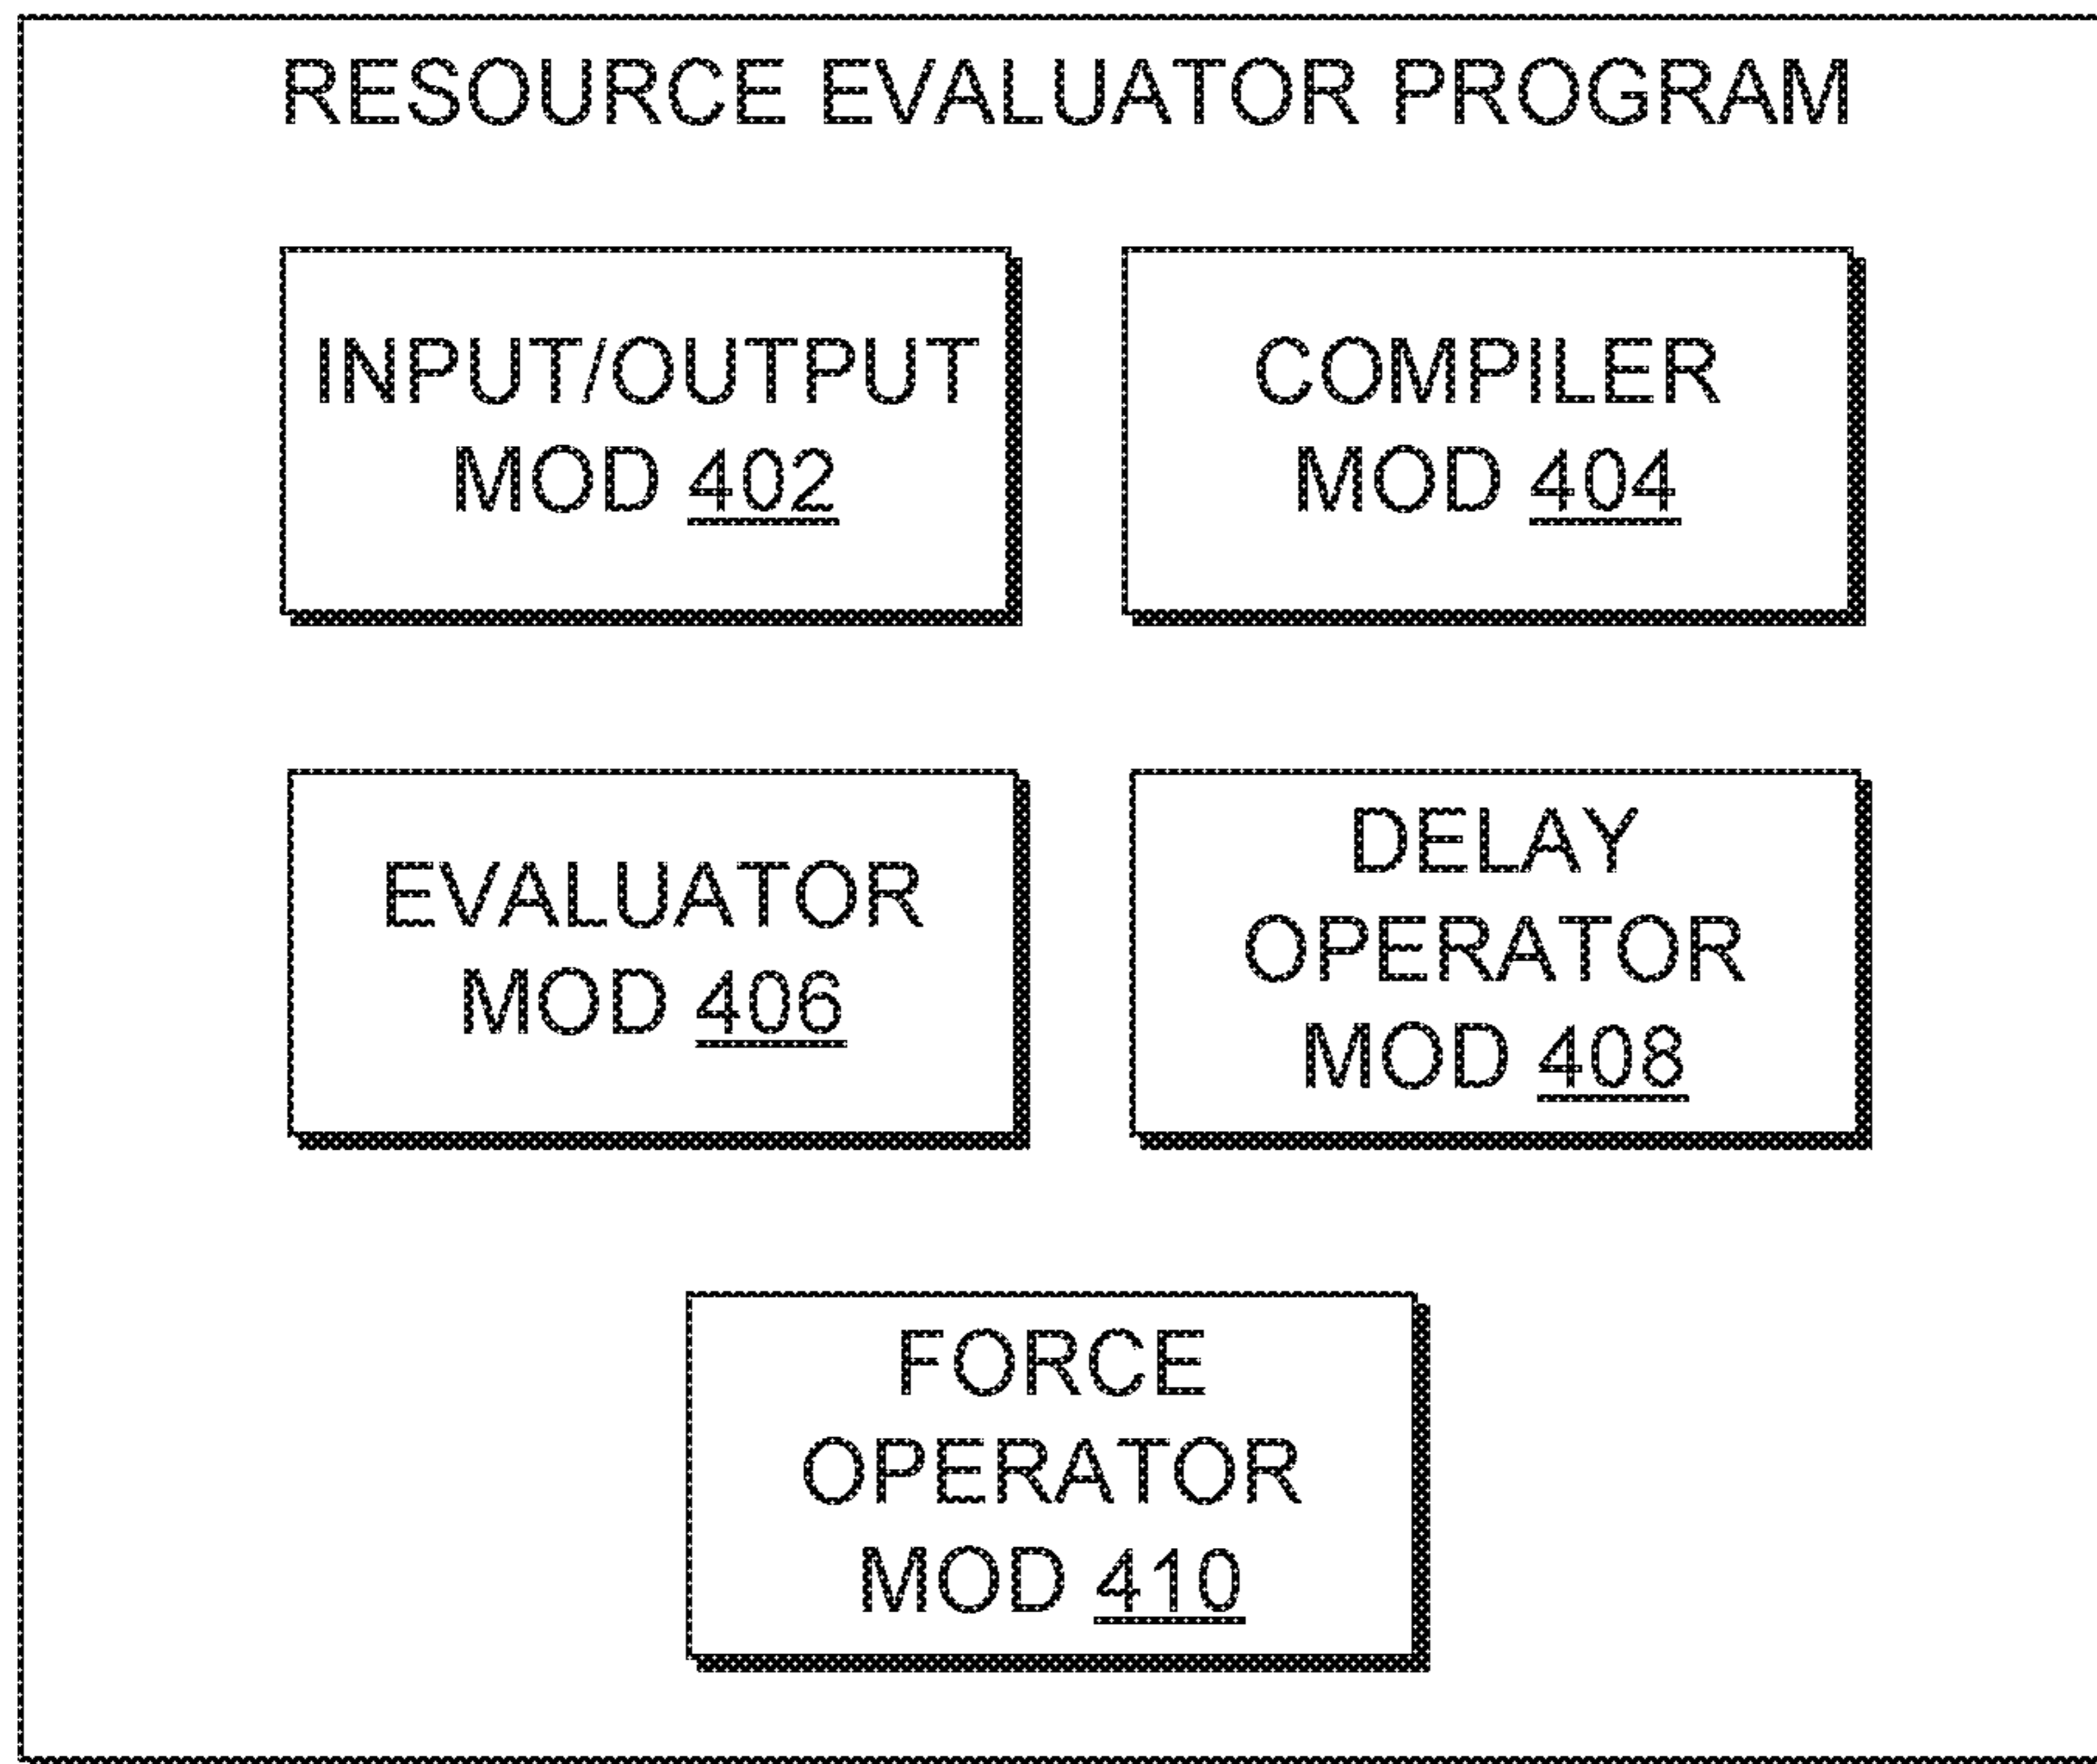 RESOURCE EVALUATOR PROGRAM
INPUT/OUTPUT
MOD 402
COMPILER
MOD 404
EVALUATOR
MOD 406
DELAY
OPERATOR
MOD 408
FORCE
OPERATOR
MOD 410